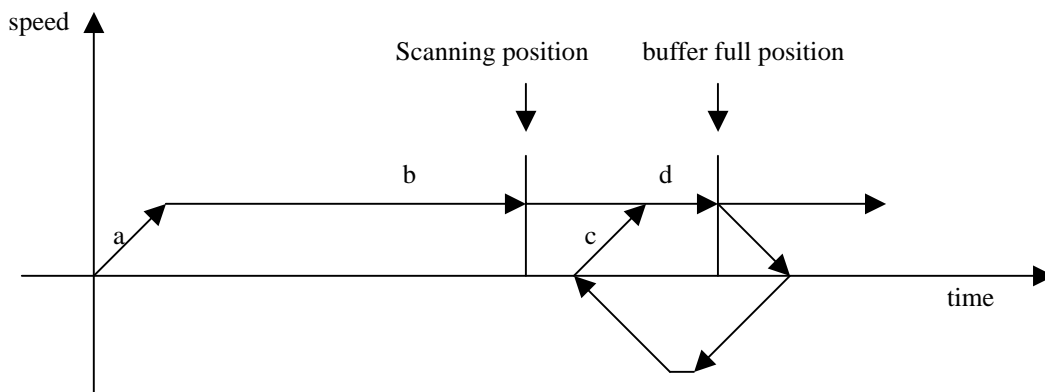 speed
Scanning position
buffer full position
b
d
a
c
time